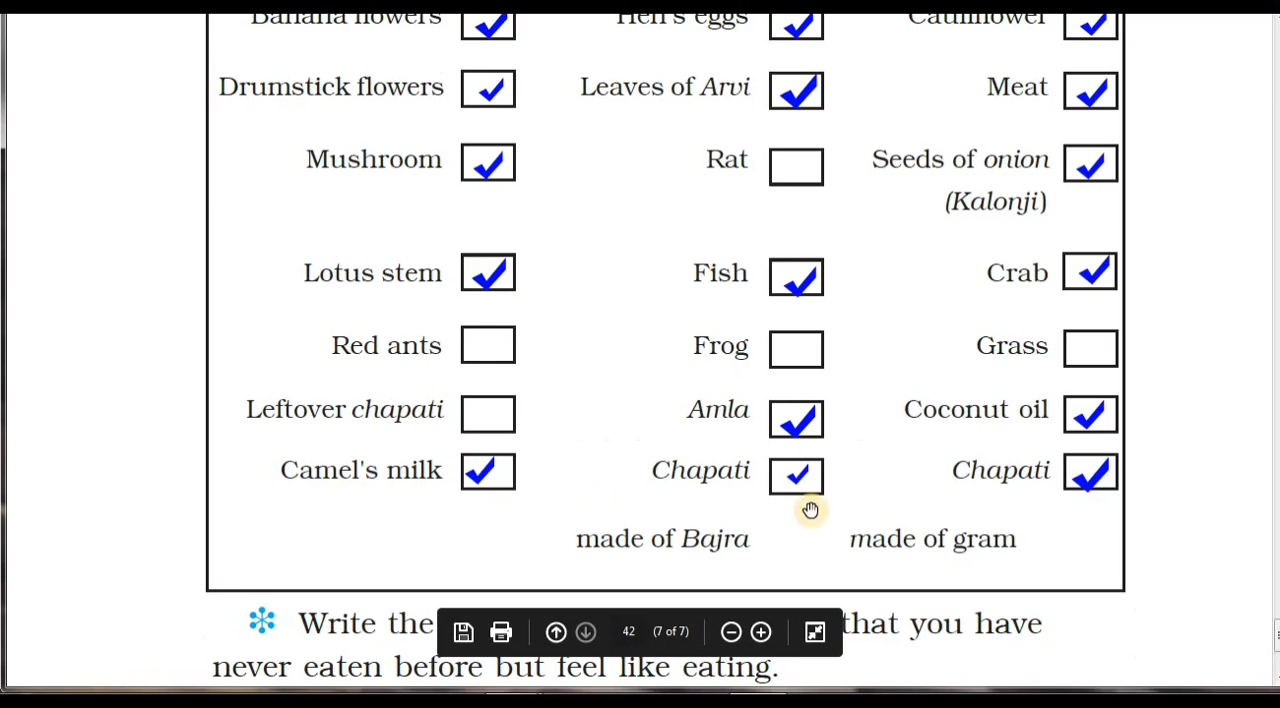 Banana flowers Hen's eggs Cauliflower
Drumstick flowers Leaves of Arvi Meat
Mushroom Rat Seeds of onion
(Kalonji)
Lotus stem Fish Crab
Red ants Frog Grass
Leftover chapati Amla Coconut oil
Camel's milk Chapati Chapati
made of Bajra made of gram
Write the that you have
42 (7 of 7)
never eaten before but feel like eating.